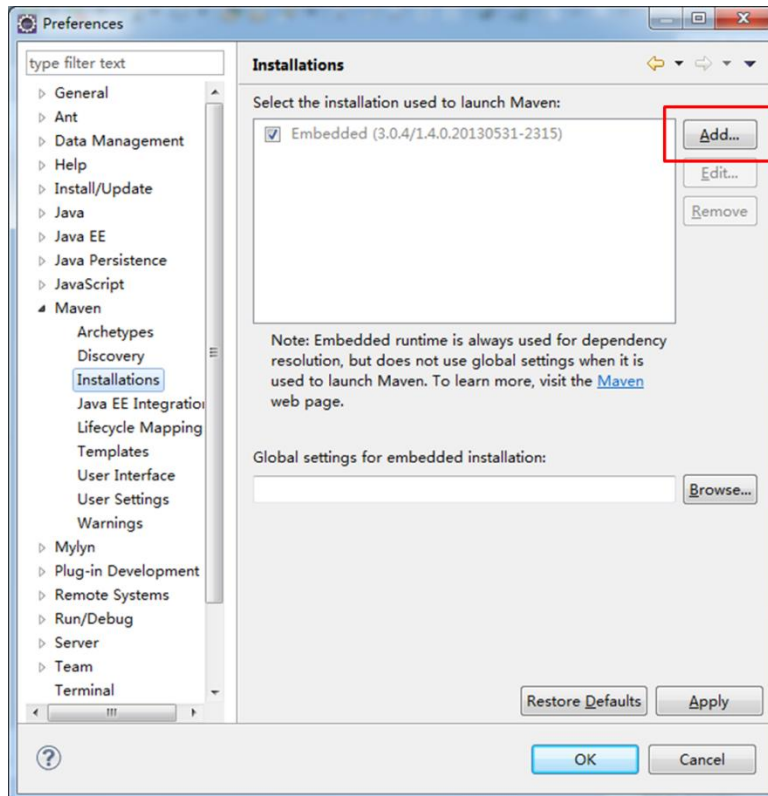 Preferences
type filter text
General
Ant
Data Management
Help
Install/Update
Java
Java EE
Java Persistence
JavaScript
Maven
Archetypes
Discovery
Installations
Java EE Integratio
Lifecycle Mapping
Templates
User Interface
User Settings
Warnings
Mylyn
Plug-in Development
Remote Systems
Run/Debug
Server
Team
Terminal
Installations
Select the installation used to launch Maven:
Embedded (3.0.4/1.4.0.20130531-2315)
Add...
Edit...
Remove
Note: Embedded runtime is always used for dependency
resolution, but does not use global settings when it is
used to launch Maven. To learn more, visit the Maven
web page.
Global settings for embedded installation:
Browse...
Restore Defaults
Apply
?
OK
Cancel